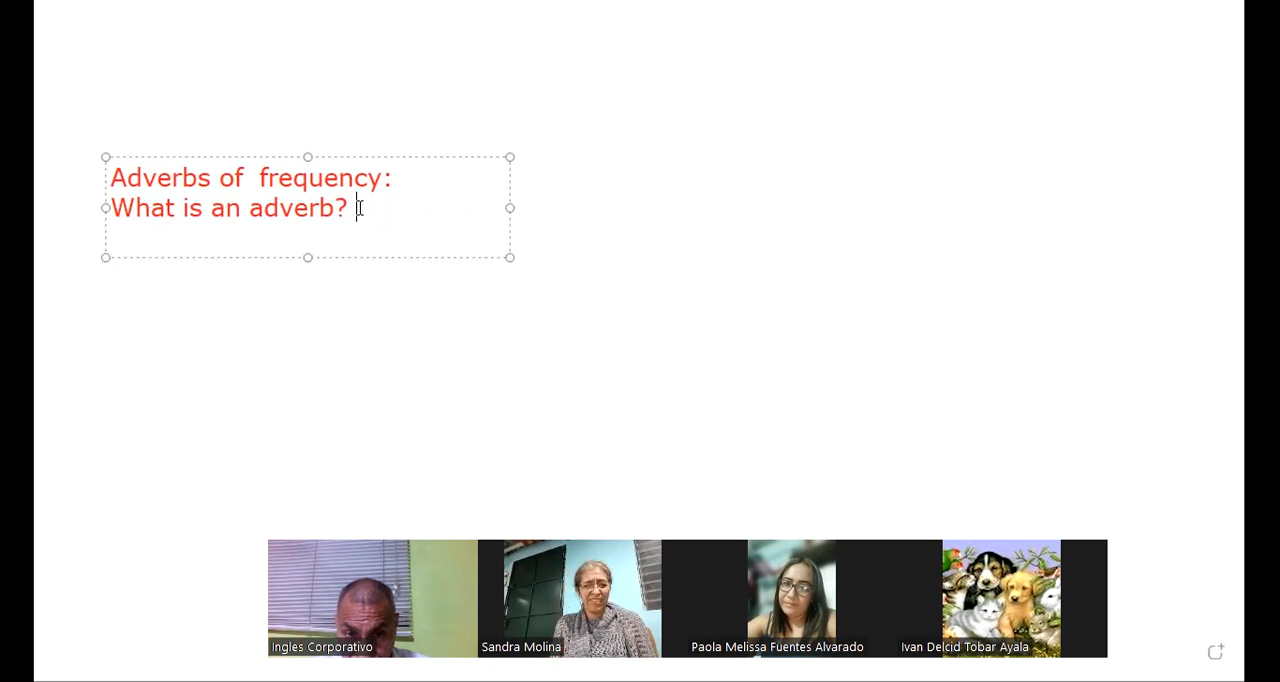 Adverbs of frequency:
What is an adverb?
Ingles Corporativo
Sandra Molina
Paola Melissa Fuentes Alvarado
Ivan Delcid Tobar Ayala